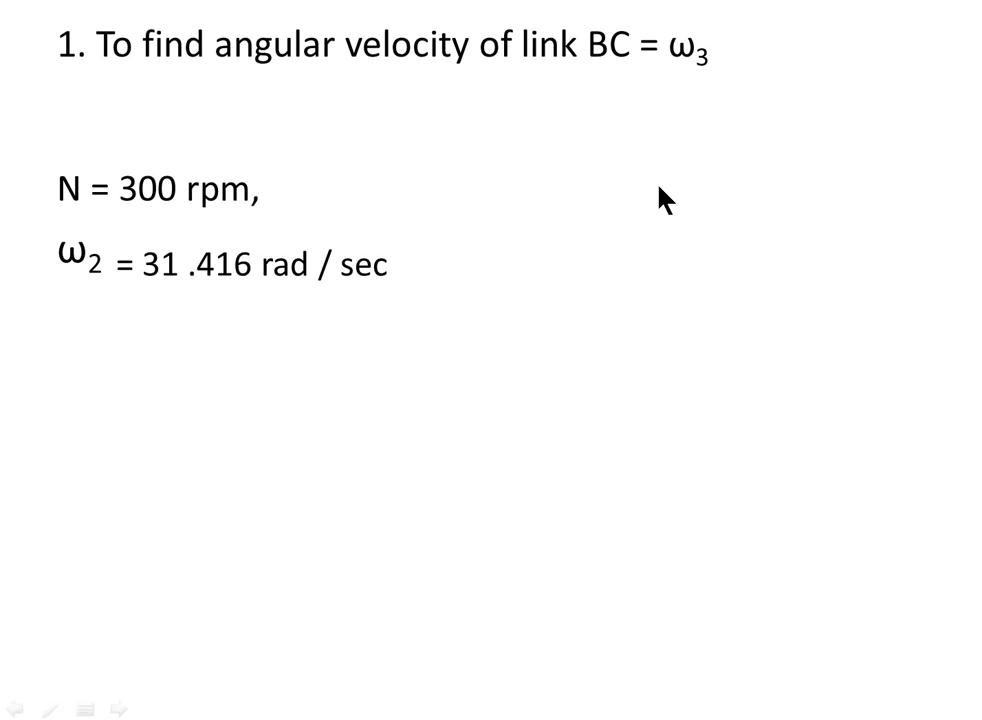 1. To find angular velocity of link BC = ω₃
N = 300 rpm,
ω₂ = 31 .416 rad / sec